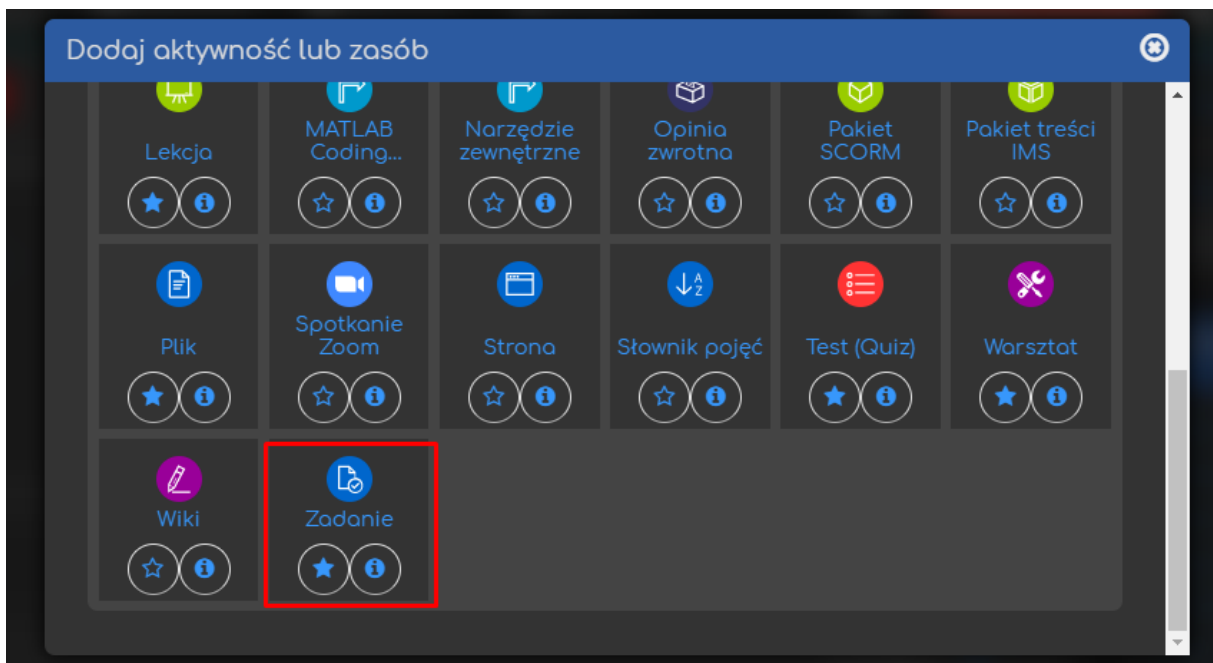 Dodaj aktywność lub zasób
Lekcja
MATLAB
Coding...
Narzędzie
zewnętrzne
Opinia
zwrotna
Pakiet
SCORM
Pakiet treści
IMS
Plik
Spotkanie
Zoom
Strona
Słownik pojęć
Test (Quiz)
Warsztat
Wiki
Zadanie